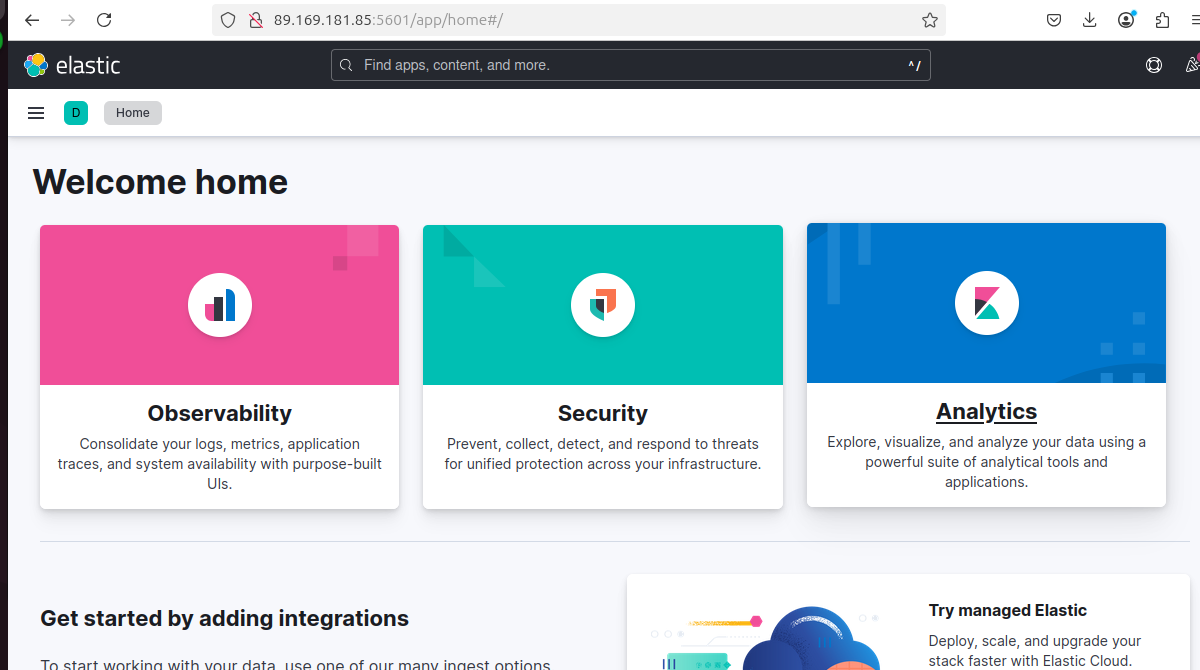 89.169.181.85:5601/app/home#/
elastic
Find apps, content, and more.
^/
D
Home
Welcome home
Observability
Consolidate your logs, metrics, application
traces, and system availability with purpose-built
UIs.
Security
Prevent, collect, detect, and respond to threats
for unified protection across your infrastructure.
Analytics
Explore, visualize, and analyze your data using a
powerful suite of analytical tools and
applications.
Get started by adding integrations
To start working with your data, use one of our many ingest options.
Try managed Elastic
Deploy, scale, and upgrade your
stack faster with Elastic Cloud.